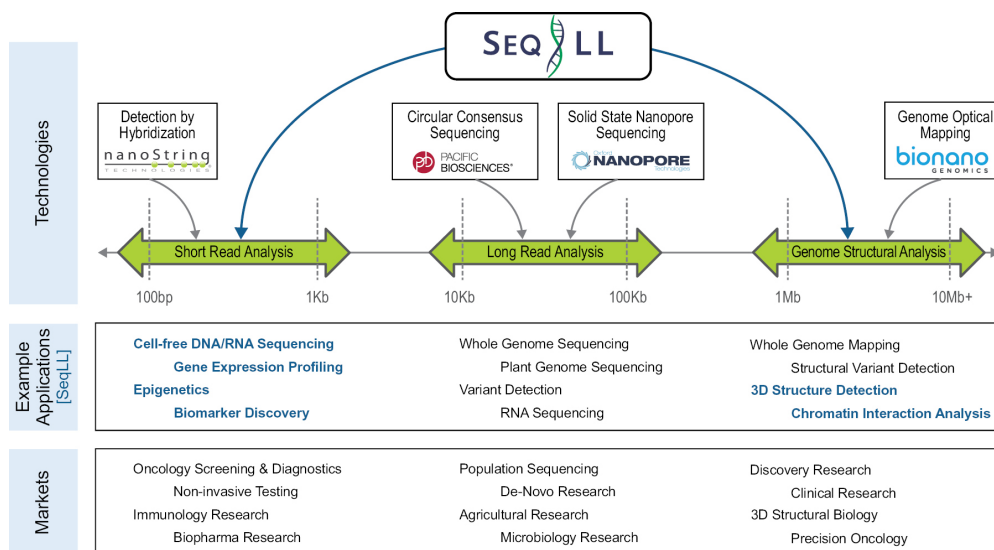 SEQ LL
Technologies
Detection by
Hybridization
nanoString
TECHNOLOGIES
Circular Consensus
Sequencing
PACIFIC
BIOSCIENCES®
Solid State Nanopore
Sequencing
Oxford
NANOPORE
Technologies
Genome Optical
Mapping
bionano
GENOMICS
Short Read Analysis
Long Read Analysis
Genome Structural Analysis
100bp
1Kb
10Kb
100Kb
1Mb
10Mb+
Example
Applications
[SeqLL]
Cell-free DNA/RNA Sequencing
Gene Expression Profiling
Epigenetics
Biomarker Discovery
Whole Genome Sequencing
Plant Genome Sequencing
Variant Detection
RNA Sequencing
Whole Genome Mapping
Structural Variant Detection
3D Structure Detection
Chromatin Interaction Analysis
Markets
Oncology Screening & Diagnostics
Non-invasive Testing
Immunology Research
Biopharma Research
Population Sequencing
De-Novo Research
Agricultural Research
Microbiology Research
Discovery Research
Clinical Research
3D Structural Biology
Precision Oncology